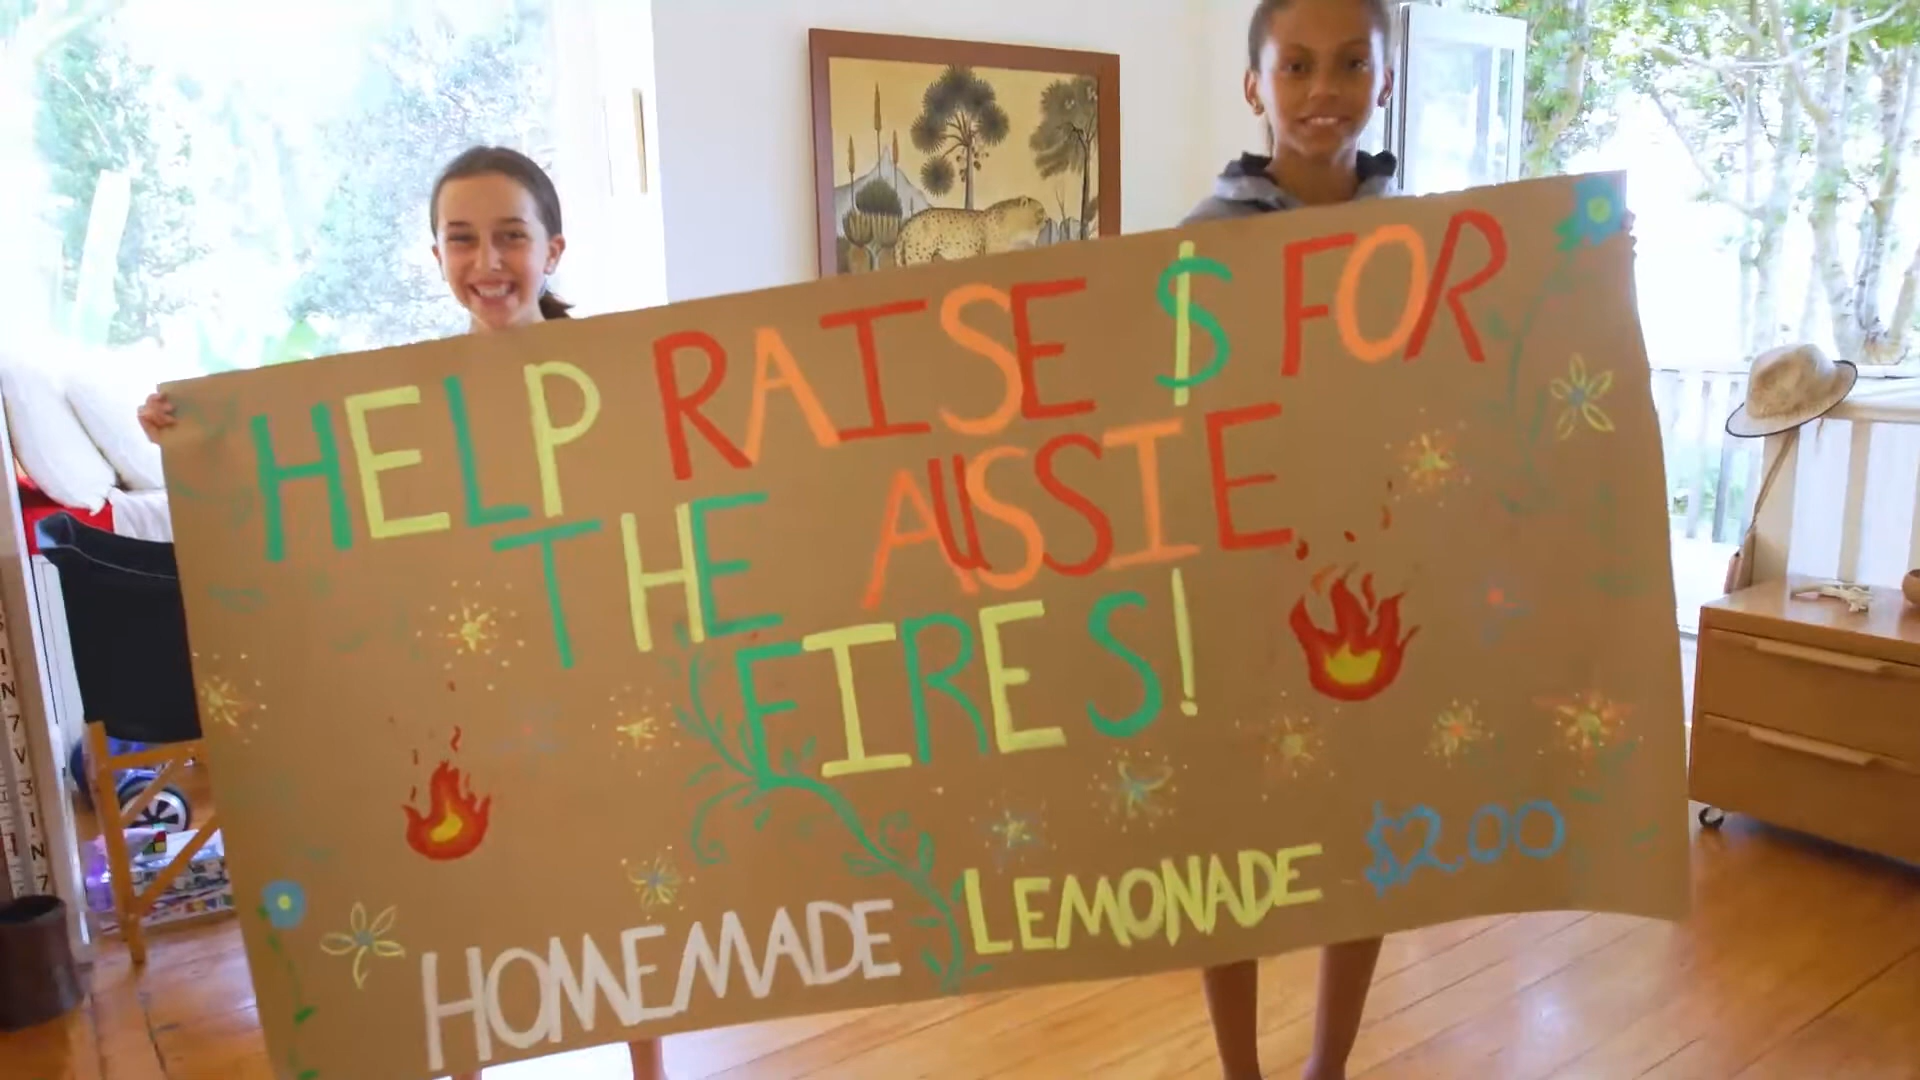 HELP RAISE $ FOR
THE AUSSIE
FIRES!
HOMEMADE LEMONADE $2.00